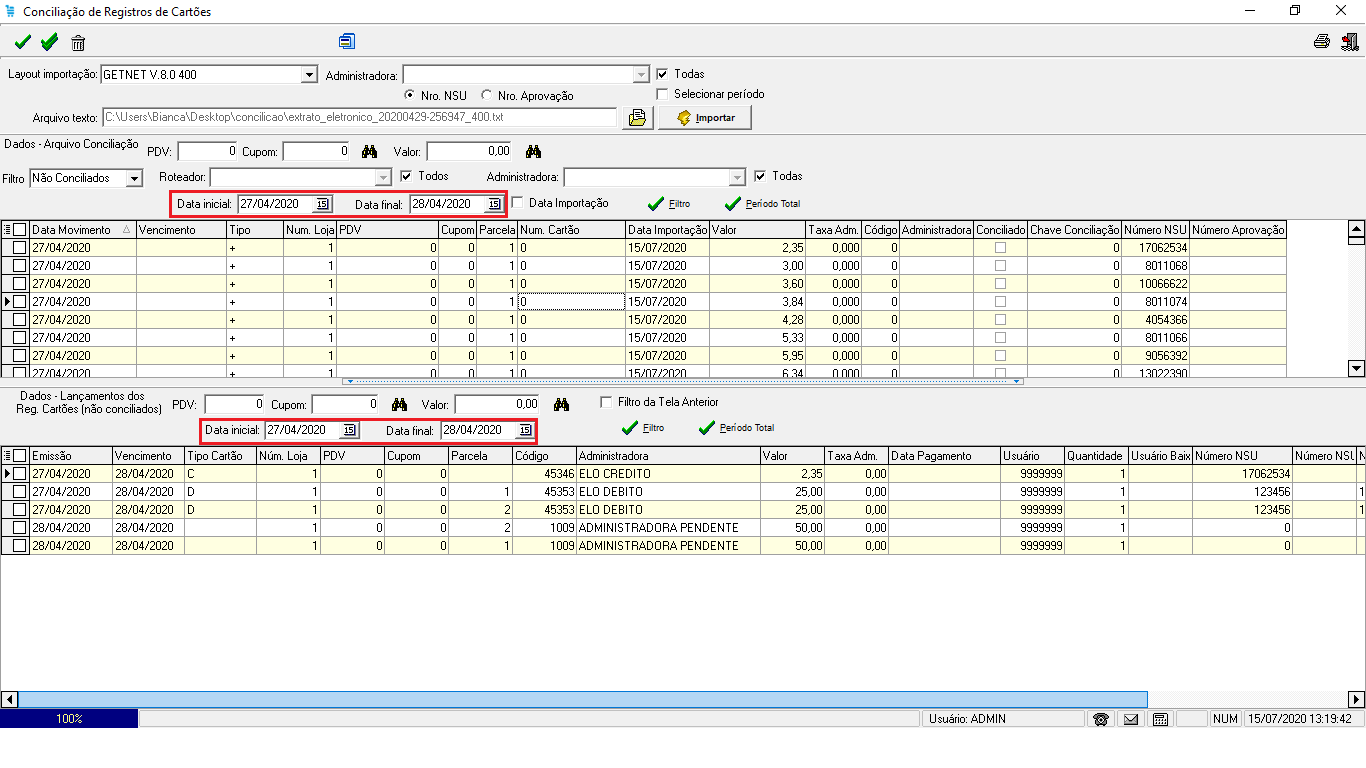 Conciliação de Registros de Cartões
Layout importação: GETNET V.8.0 400 Administradora: Todas
Nro. NSU Nro. Aprovação Selecionar período
Arquivo texto: C:\Users\Bianca\Desktop\concilicao\extrato_eletronico_20200429-256947_400.txt Importar
Dados - Arquivo Conciliação PDV: 0 Cupom: 0 Valor: 0,00
Filtro Não Conciliados Roteador: Todos Administradora: Todas
Data inicial: 27/04/2020 15 Data final: 28/04/2020 15 Data Importação Filtro Período Total
Data Movimento Vencimento Tipo Num. Loja PDV Cupom Parcela Num. Cartão Data Importação Valor Taxa Adm. Código Administradora Conciliado Chave Conciliação Número NSU Número Aprovação
27/04/2020 + 1 0 0 1 0 15/07/2020 2,35 0,000 0 0 17062534
27/04/2020 + 1 0 0 1 0 15/07/2020 3,00 0,000 0 0 8011068
27/04/2020 + 1 0 0 1 0 15/07/2020 3,60 0,000 0 0 10066622
27/04/2020 + 1 0 0 1 0 15/07/2020 3,84 0,000 0 0 8011074
27/04/2020 + 1 0 0 1 0 15/07/2020 4,28 0,000 0 0 4054366
27/04/2020 + 1 0 0 1 0 15/07/2020 5,33 0,000 0 0 8011066
27/04/2020 + 1 0 0 1 0 15/07/2020 5,95 0,000 0 0 9056392
27/04/2020 + 1 0 0 1 0 15/07/2020 6,34 0,000 0 0 13022390
Dados - Lançamentos dos
Reg. Cartões (não conciliados) PDV: 0 Cupom: 0 Valor: 0,00 Filtro da Tela Anterior
Data inicial: 27/04/2020 15 Data final: 28/04/2020 15 Filtro Período Total
Emissão Vencimento Tipo Cartão Núm. Loja PDV Cupom Parcela Código Administradora Valor Taxa Adm. Data Pagamento Usuário Quantidade Usuário Baix Número NSU Número NSU N
27/04/2020 28/04/2020 C 1 0 0 45346 ELO CREDITO 2,35 0,00 9999999 1 17062534
27/04/2020 28/04/2020 D 1 0 0 1 45353 ELO DEBITO 25,00 0,00 9999999 1 123456 1
27/04/2020 28/04/2020 D 1 0 0 2 45353 ELO DEBITO 25,00 0,00 9999999 1 123456 1
28/04/2020 28/04/2020 1 0 0 2 1009 ADMINISTRADORA PENDENTE 50,00 0,00 9999999 1 0
28/04/2020 28/04/2020 1 0 0 1 1009 ADMINISTRADORA PENDENTE 50,00 0,00 9999999 1 0
100% Usuário: ADMIN NUM 15/07/2020 13:19:42